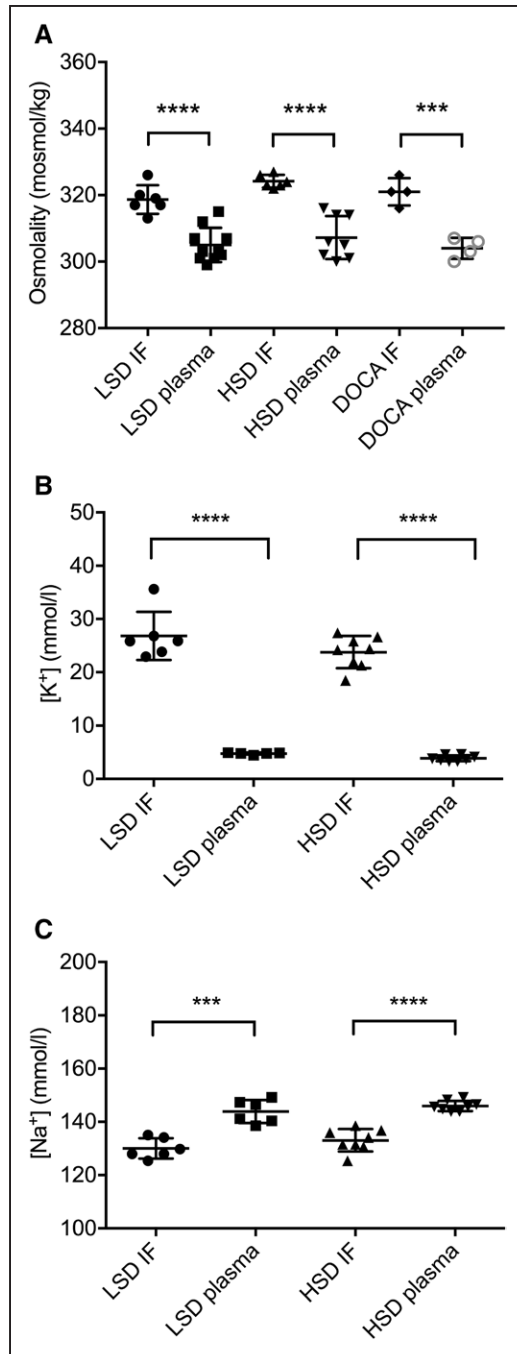 A
Osmolality (mosmol/kg)
360
340
320
300
280
**** **** ***
LSD IF
LSD plasma
HSD IF
HSD plasma
DOCA IF
DOCA plasma
B
[K⁺] (mmol/l)
50
40
30
20
10
0
**** ****
LSD IF
LSD plasma
HSD IF
HSD plasma
C
[Na⁺] (mmol/l)
200
180
160
140
120
100
*** ****
LSD IF
LSD plasma
HSD IF
HSD plasma